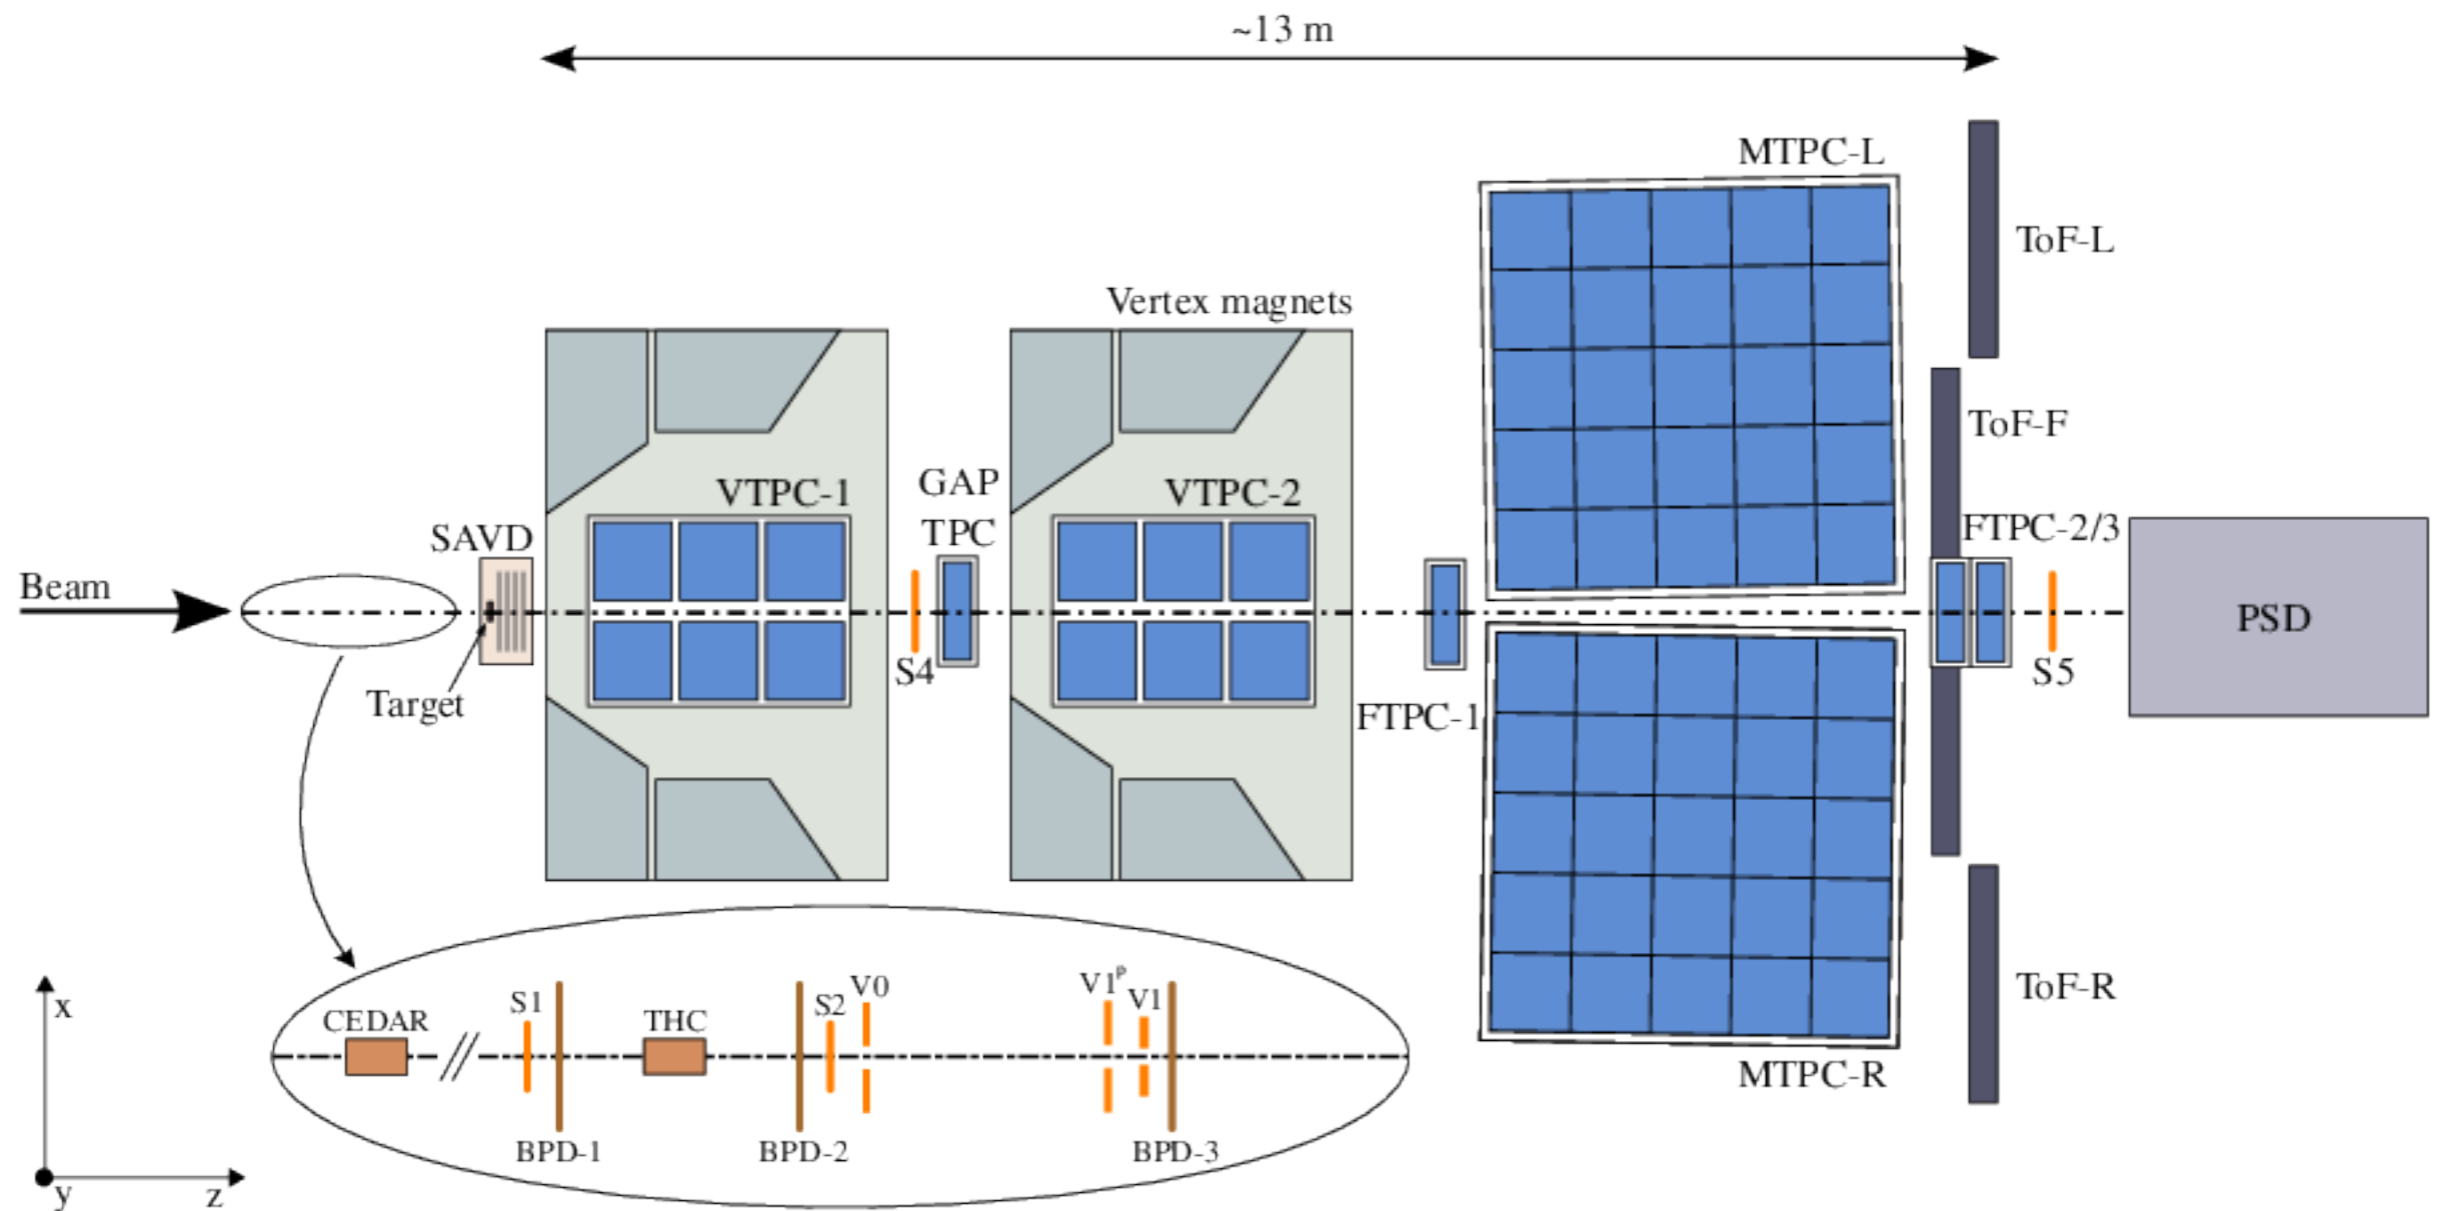 ~13 m
MTPC-L
ToF-L
Vertex magnets
ToF-F
VTPC-1
GAP
TPC
VTPC-2
SAVD
FTPC-2/3
Beam
PSD
S4
S5
Target
FTPC-1
x
S1
S2
V0
V1ᵖ
V1
ToF-R
CEDAR
THC
MTPC-R
BPD-1
BPD-2
BPD-3
y
z